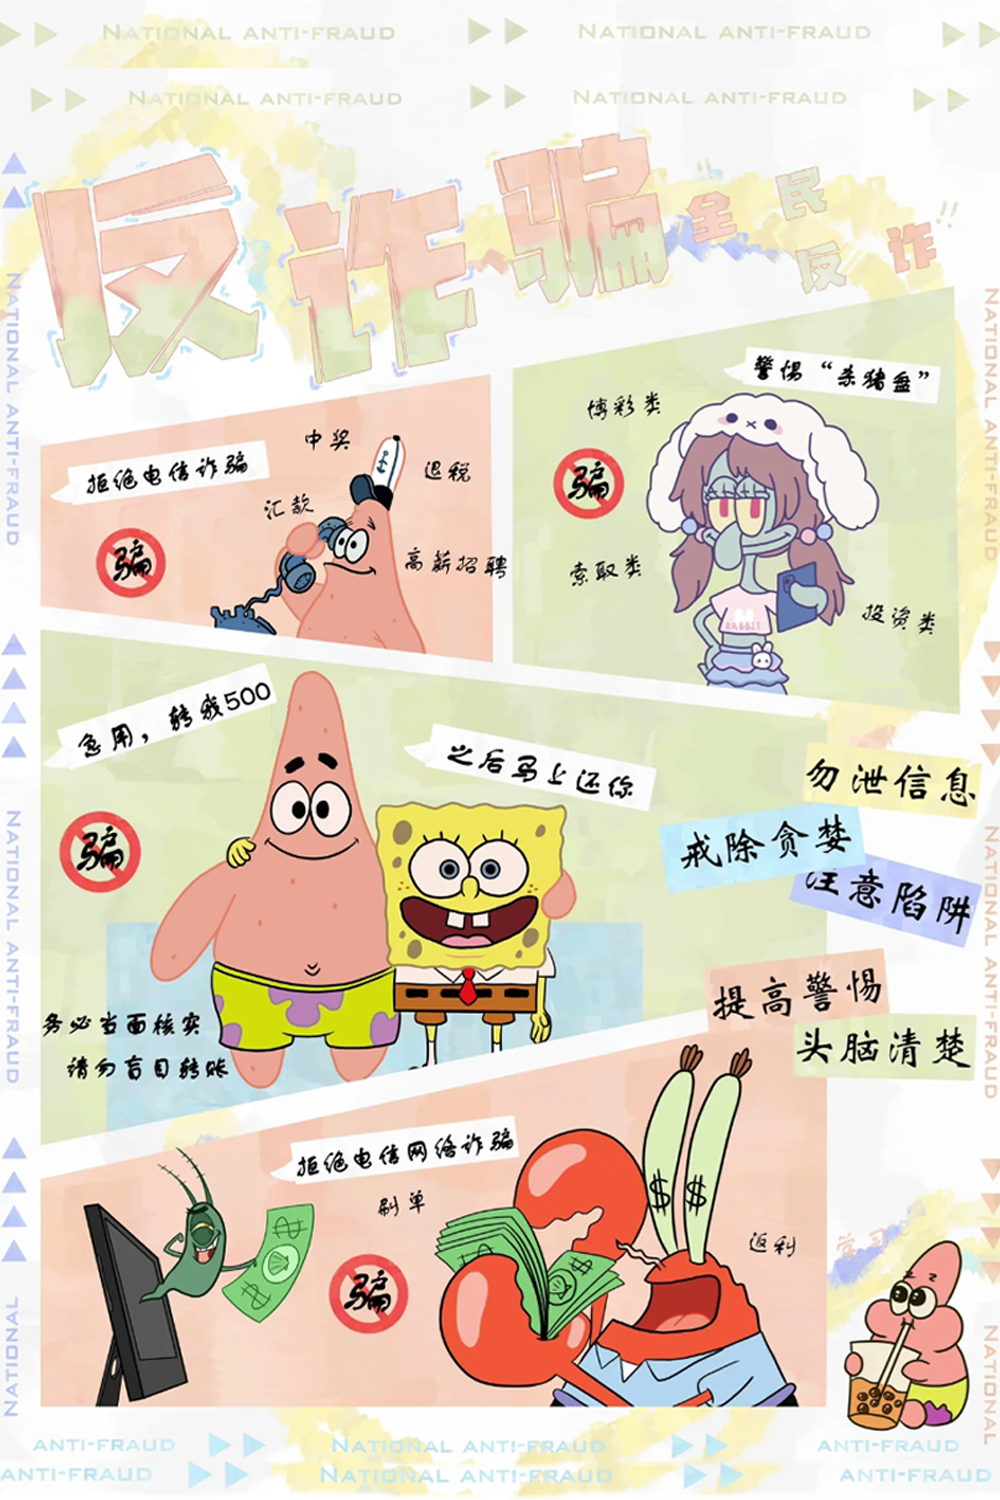 NATIONAL ANTI-FRAUD
NATIONAL ANTI-FRAUD
NATIONAL ANTI-FRAUD
NATIONAL ANTI-FRAUD
反诈骗
全民
反诈!!
NATIONAL ANTI-FRAUD
NATIONAL ANTI-FRAUD
NATIONAL
NATIONAL ANTI-FRAUD
NATIONAL ANTI-FRAUD
NATIONAL
拒绝电信诈骗
中奖
退税
汇款
高薪招聘
骗
警惕“杀猪盘”
博彩类
骗
索取类
投资类
RABBIT
急用，转我500
之后马上还你
骗
务必当面核实
请勿盲目转账
勿泄信息
戒除贪婪
注意陷阱
提高警惕
头脑清楚
拒绝电信网络诈骗
刷单
骗
返利
$ $
学习
ANTI-FRAUD
NATIONAL ANTI-FRAUD
ANTI-FRAUD
ANTI-FRAUD
NATIONAL ANTI-FRAUD
ANTI-FRAUD